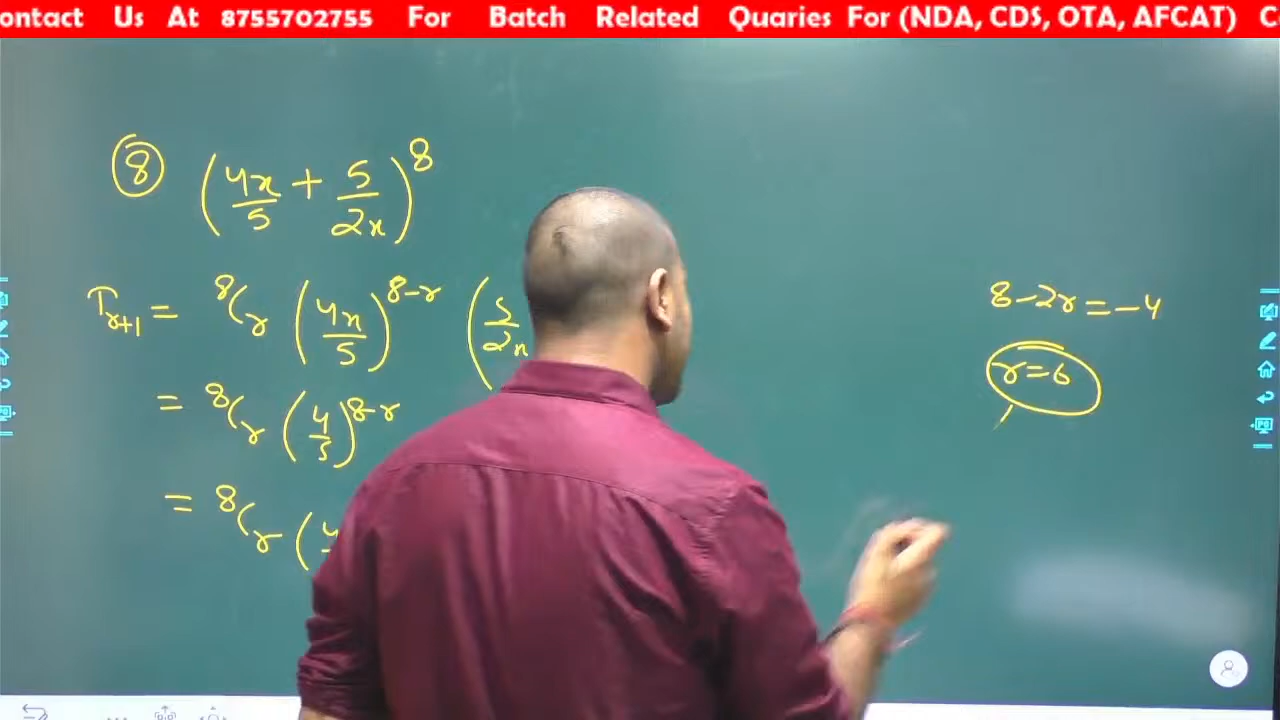 ontact Us At 8755702755 For Batch Related Quaries For (NDA, CDS, OTA, AFCAT) C
⑧ (4x/5 + 5/2x)^8
T_{r+1} = ^8C_r (4x/5)^{8-r} (5/2x
= ^8C_r (4/5)^{8-r}
= ^8C_r (4
8-2r=-4
r=6